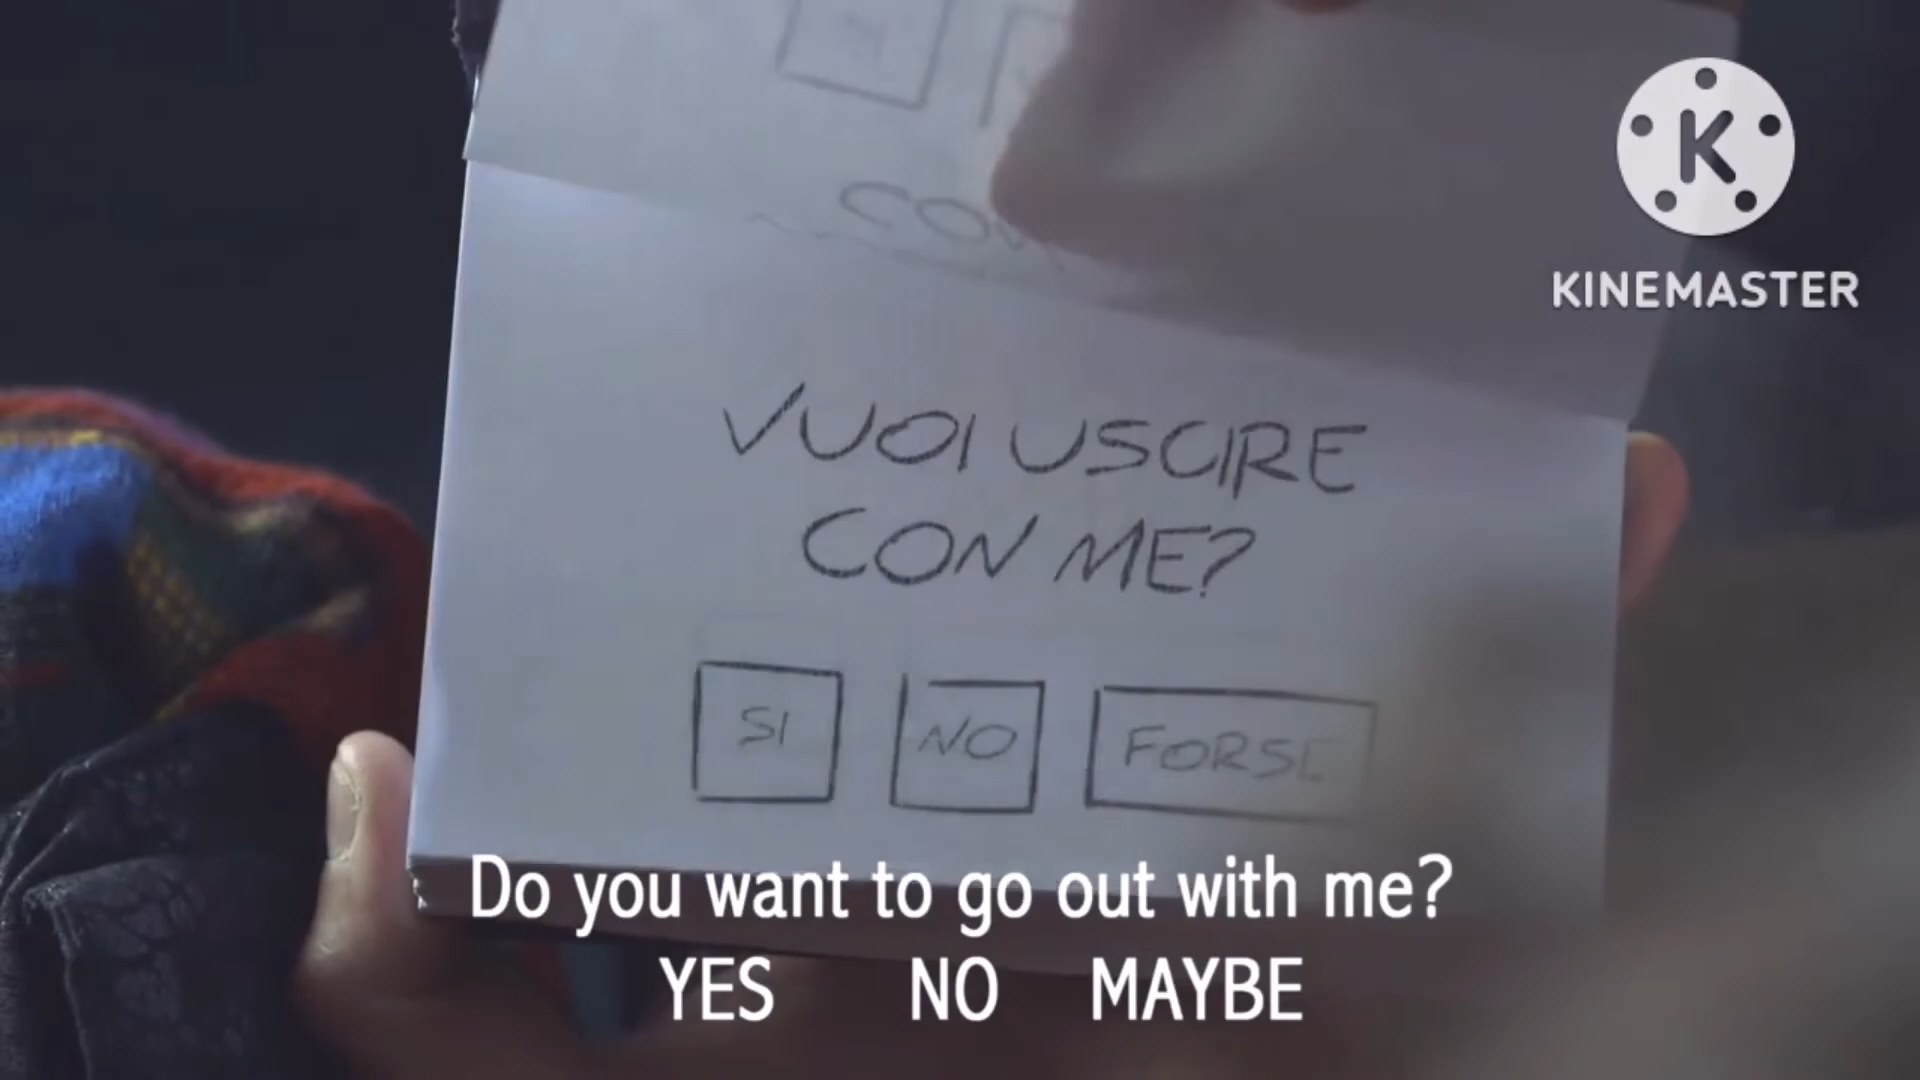 CON
VUOI USCIRE
CON ME?
SI NO FORSE
Do you want to go out with me?
YES NO MAYBE
K
KINEMASTER